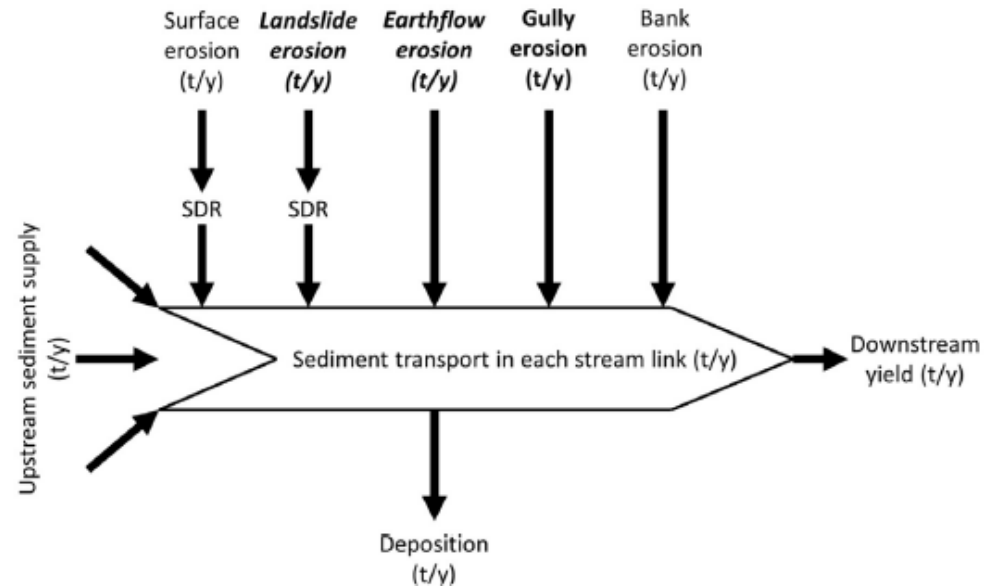 Surface
erosion
(t/y)
Landslide
erosion
(t/y)
Earthflow
erosion
(t/y)
Gully
erosion
(t/y)
Bank
erosion
(t/y)
SDR
SDR
Upstream sediment supply
(t/y)
Sediment transport in each stream link (t/y)
Downstream
yield (t/y)
Deposition
(t/y)